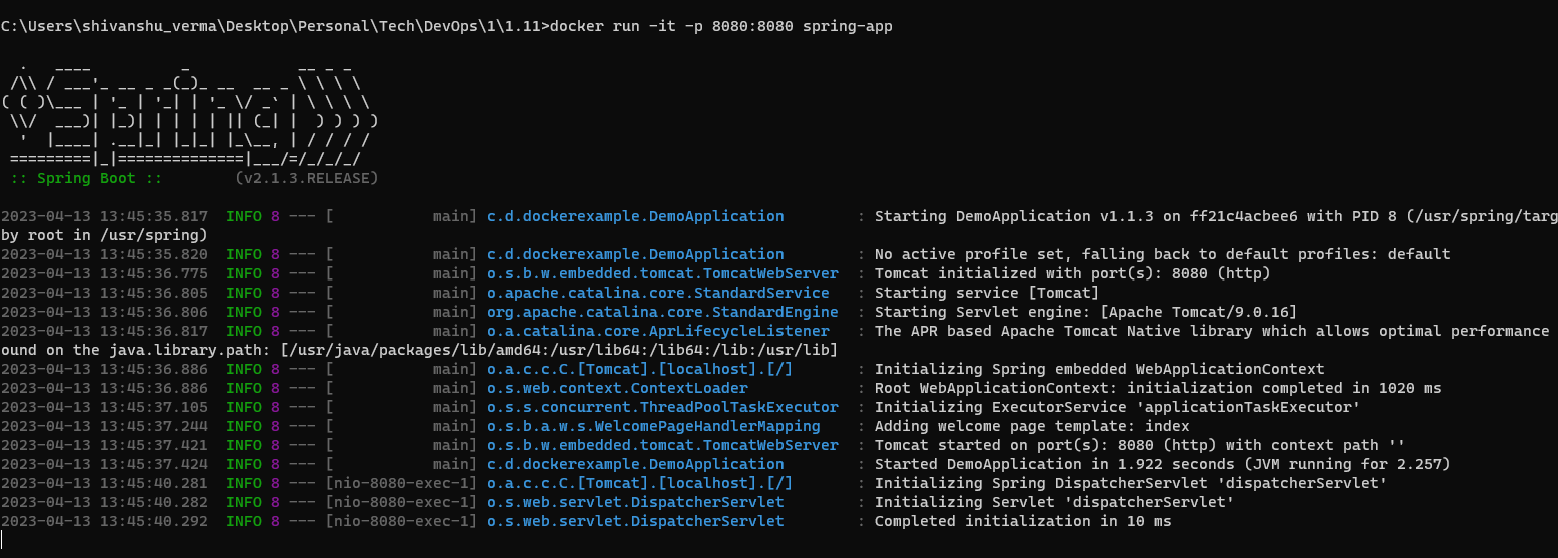 C:\Users\shivanshu_verma\Desktop\Personal\Tech\DevOps\1\1.11>docker run -it -p 8080:8080 spring-app
  .   ____          _            __ _ _
 /\\ / ___'_ __ _ _(_)_ __  __ _ \ \ \ \
( ( )\___ | '_ | '_| | '_ \/ _` | \ \ \ \
 \\/  ___)| |_)| | | | | || (_| |  ) ) ) )
  '  |____| .__|_| |_|_| |_\__, | / / / /
 =========|_|==============|___/=/_/_/_/
 :: Spring Boot ::        (v2.1.3.RELEASE)
2023-04-13 13:45:35.817  INFO 8 --- [           main] c.d.dockerexample.DemoApplication        : Starting DemoApplication v1.1.3 on ff21c4acbee6 with PID 8 (/usr/spring/targ
by root in /usr/spring)
2023-04-13 13:45:35.820  INFO 8 --- [           main] c.d.dockerexample.DemoApplication        : No active profile set, falling back to default profiles: default
2023-04-13 13:45:36.775  INFO 8 --- [           main] o.s.b.w.embedded.tomcat.TomcatWebServer  : Tomcat initialized with port(s): 8080 (http)
2023-04-13 13:45:36.805  INFO 8 --- [           main] o.apache.catalina.core.StandardService   : Starting service [Tomcat]
2023-04-13 13:45:36.806  INFO 8 --- [           main] org.apache.catalina.core.StandardEngine  : Starting Servlet engine: [Apache Tomcat/9.0.16]
2023-04-13 13:45:36.817  INFO 8 --- [           main] o.a.catalina.core.AprLifecycleListener   : The APR based Apache Tomcat Native library which allows optimal performance
ound on the java.library.path: [/usr/java/packages/lib/amd64:/usr/lib64:/lib64:/lib:/usr/lib]
2023-04-13 13:45:36.886  INFO 8 --- [           main] o.a.c.c.C.[Tomcat].[localhost].[/]       : Initializing Spring embedded WebApplicationContext
2023-04-13 13:45:36.886  INFO 8 --- [           main] o.s.web.context.ContextLoader            : Root WebApplicationContext: initialization completed in 1020 ms
2023-04-13 13:45:37.105  INFO 8 --- [           main] o.s.s.concurrent.ThreadPoolTaskExecutor  : Initializing ExecutorService 'applicationTaskExecutor'
2023-04-13 13:45:37.244  INFO 8 --- [           main] o.s.b.a.w.s.WelcomePageHandlerMapping    : Adding welcome page template: index
2023-04-13 13:45:37.421  INFO 8 --- [           main] o.s.b.w.embedded.tomcat.TomcatWebServer  : Tomcat started on port(s): 8080 (http) with context path ''
2023-04-13 13:45:37.424  INFO 8 --- [           main] c.d.dockerexample.DemoApplication        : Started DemoApplication in 1.922 seconds (JVM running for 2.257)
2023-04-13 13:45:40.281  INFO 8 --- [nio-8080-exec-1] o.a.c.c.C.[Tomcat].[localhost].[/]       : Initializing Spring DispatcherServlet 'dispatcherServlet'
2023-04-13 13:45:40.282  INFO 8 --- [nio-8080-exec-1] o.s.web.servlet.DispatcherServlet        : Initializing Servlet 'dispatcherServlet'
2023-04-13 13:45:40.292  INFO 8 --- [nio-8080-exec-1] o.s.web.servlet.DispatcherServlet        : Completed initialization in 10 ms